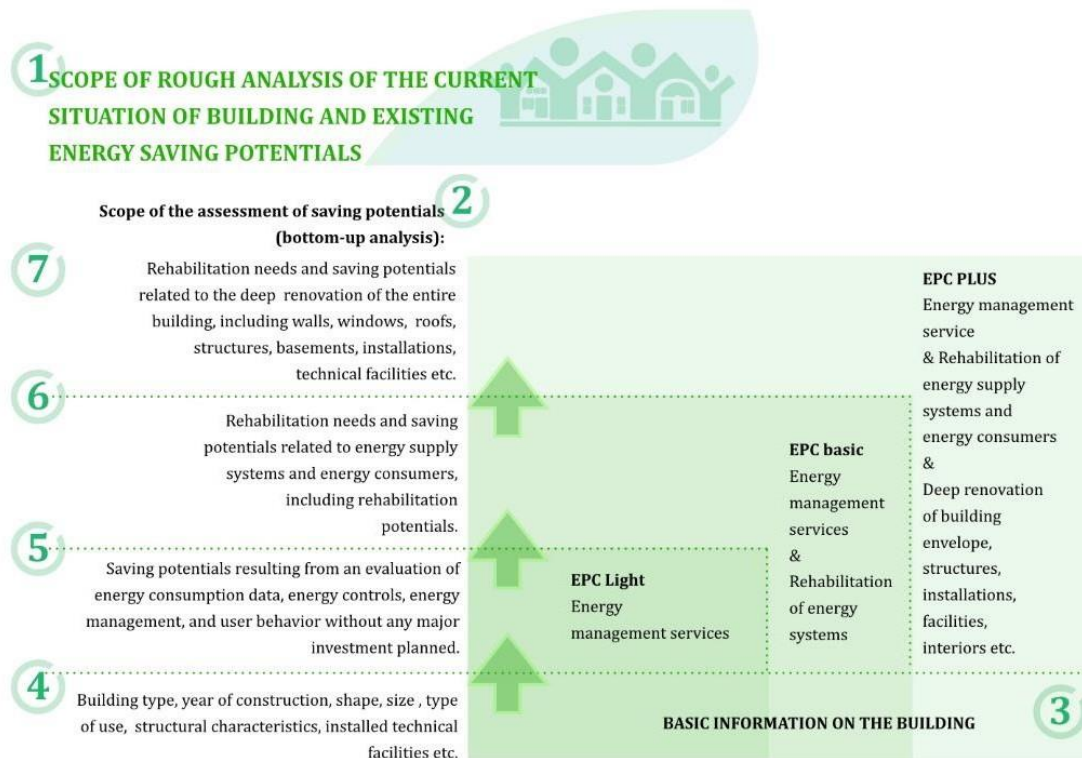 1
SCOPE OF ROUGH ANALYSIS OF THE CURRENT
SITUATION OF BUILDING AND EXISTING
ENERGY SAVING POTENTIALS
2
Scope of the assessment of saving potentials
(bottom-up analysis):
7
Rehabilitation needs and saving potentials
related to the deep renovation of the entire
building, including walls, windows, roofs,
structures, basements, installations,
technical facilities etc.
6
Rehabilitation needs and saving
potentials related to energy supply
systems and energy consumers,
including rehabilitation
potentials.
5
Saving potentials resulting from an evaluation of
energy consumption data, energy controls, energy
management, and user behavior without any major
investment planned.
4
Building type, year of construction, shape, size , type
of use, structural characteristics, installed technical
facilities etc.
EPC Light
Energy
management services
EPC basic
Energy
management
services
&
Rehabilitation
of energy
systems
EPC PLUS
Energy management
service
& Rehabilitation of
energy supply
systems and
energy consumers
&
Deep renovation
of building
envelope,
structures,
installations,
facilities,
interiors etc.
3
BASIC INFORMATION ON THE BUILDING